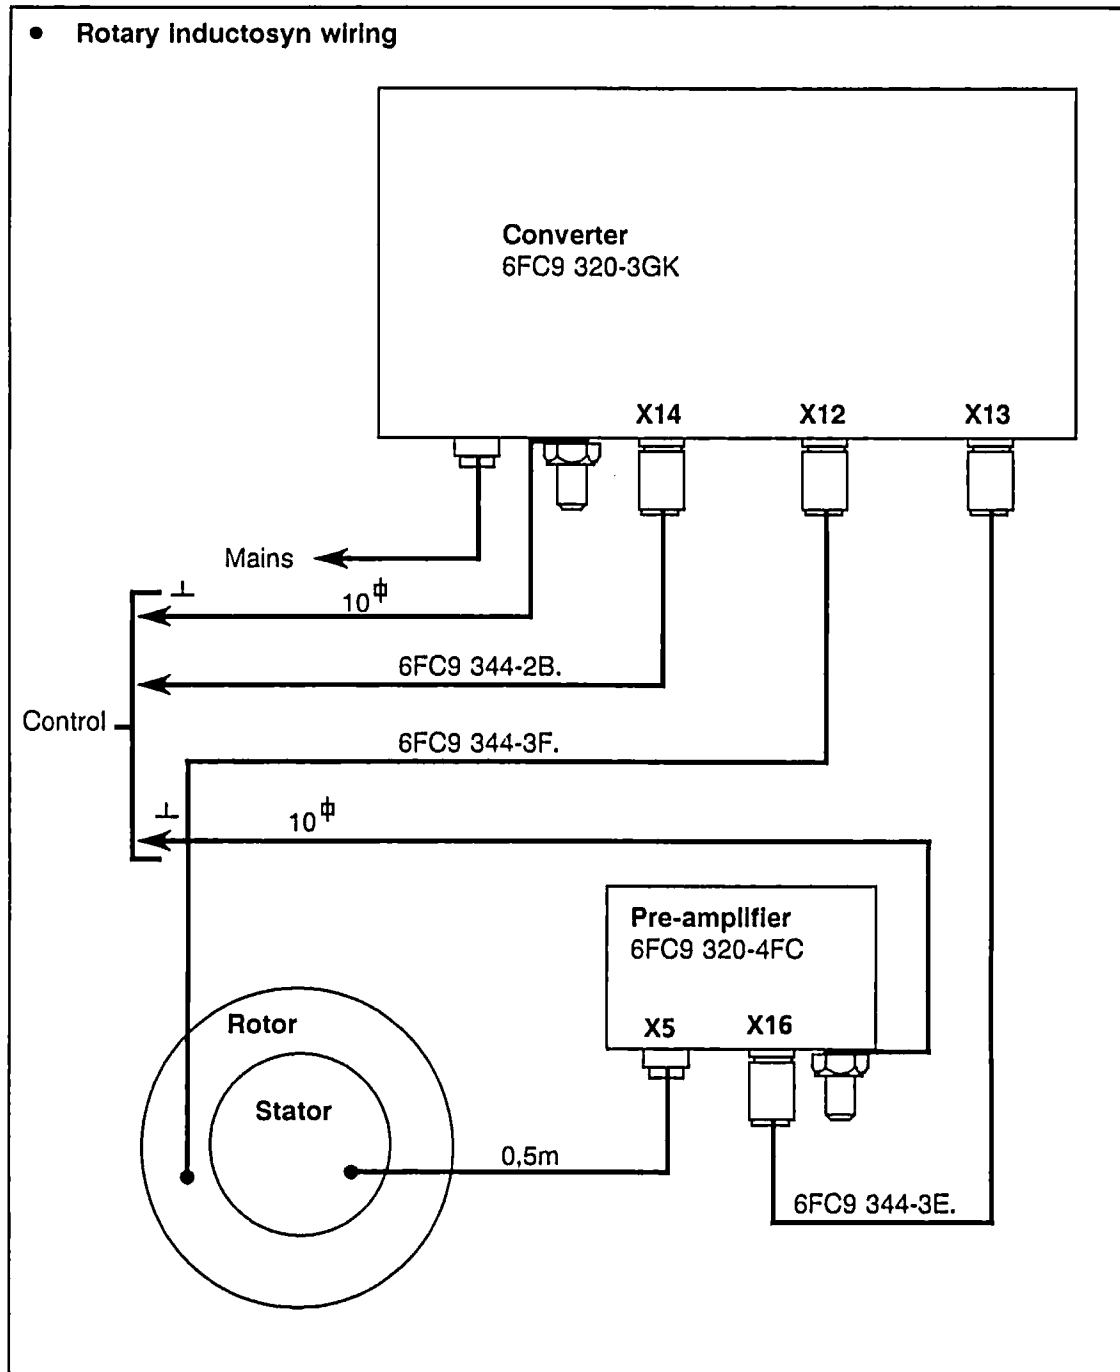 • Rotary Inductosyn wiring
Converter
6FC9 320-3GK
X14 X12 X13
Mains
10
6FC9 344-2B.
Control
6FC9 344-3F.
10
Pre-amplifier
6FC9 320-4FC
X5 X16
Rotor
Stator
0,5m
6FC9 344-3E.